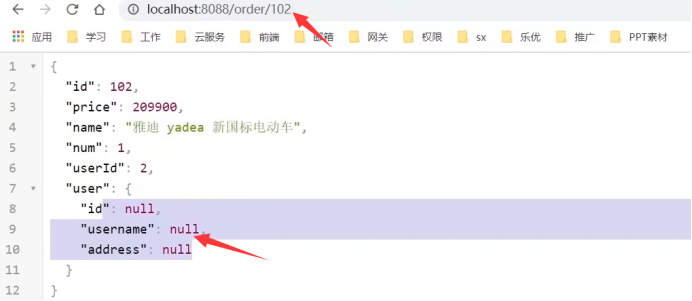 localhost:8088/order/102
应用 学习 工作 云服务 前端 邮箱 网关 权限 sx 乐优 推广 PPT素材
1 {
2 "id": 102,
3 "price": 209900,
4 "name": "雅迪 yadea 新国标电动车",
5 "num": 1,
6 "userId": 2,
7 "user": {
8 "id": null,
9 "username": null,
10 "address": null
11 }
12 }